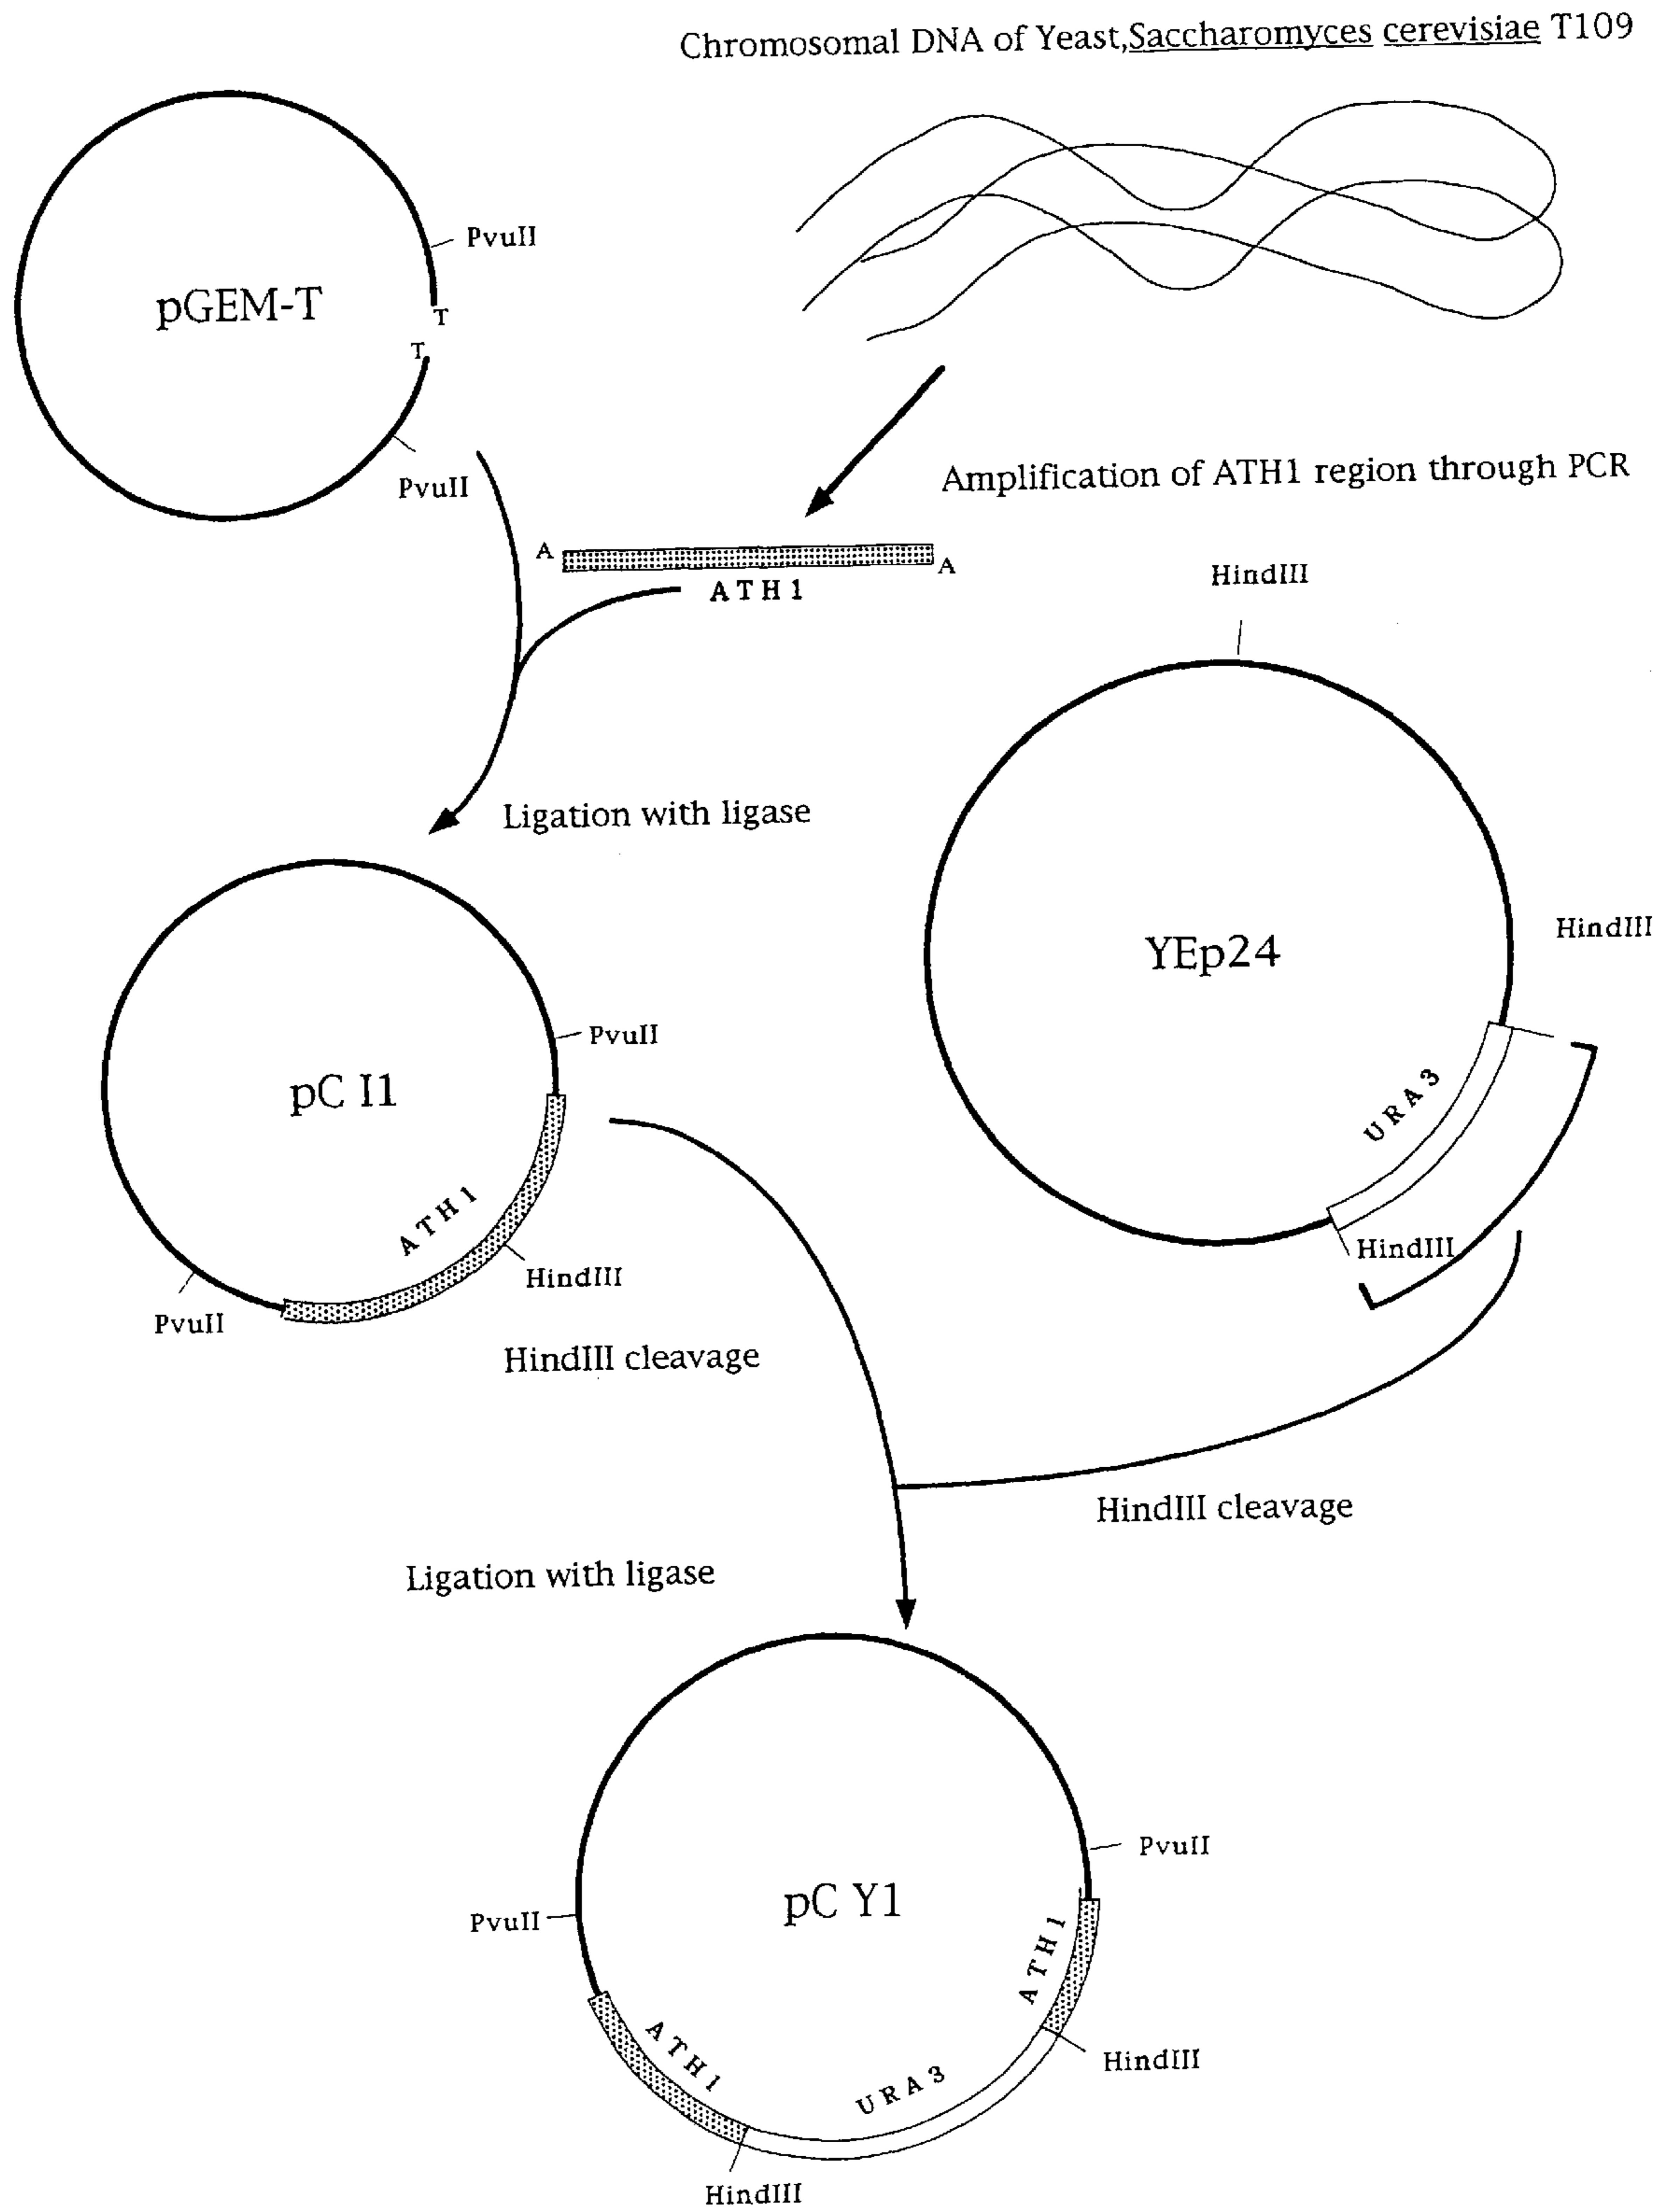 Chromosomal DNA of Yeast,Saccharomyces cerevisiae T109
PvuII
pGEM-T
T
T
PvuII
Amplification of ATH1 region through PCR
A
A
ATH1
HindIII
Ligation with ligase
HindIII
YEp24
PvuII
pC I1
URA3
ATH1
HindIII
HindIII
PvuII
HindIII cleavage
HindIII cleavage
Ligation with ligase
PvuII
pC Y1
PvuII
ATH1
ATH1
HindIII
URA3
HindIII